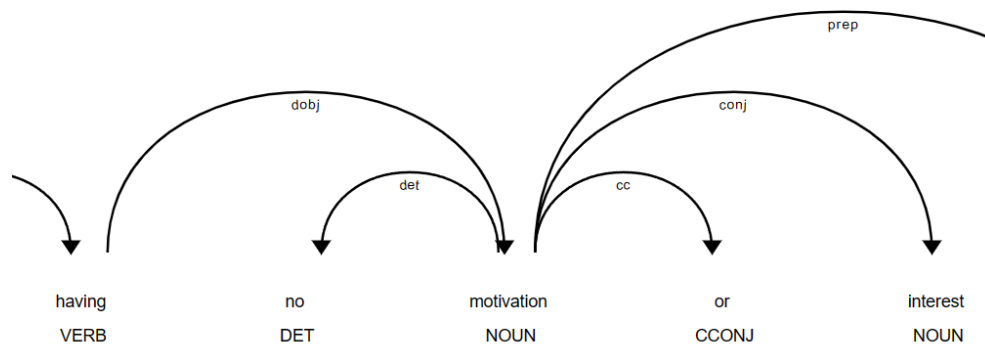 prep
dobj conj
det cc
having no motivation or interest
VERB DET NOUN CCONJ NOUN